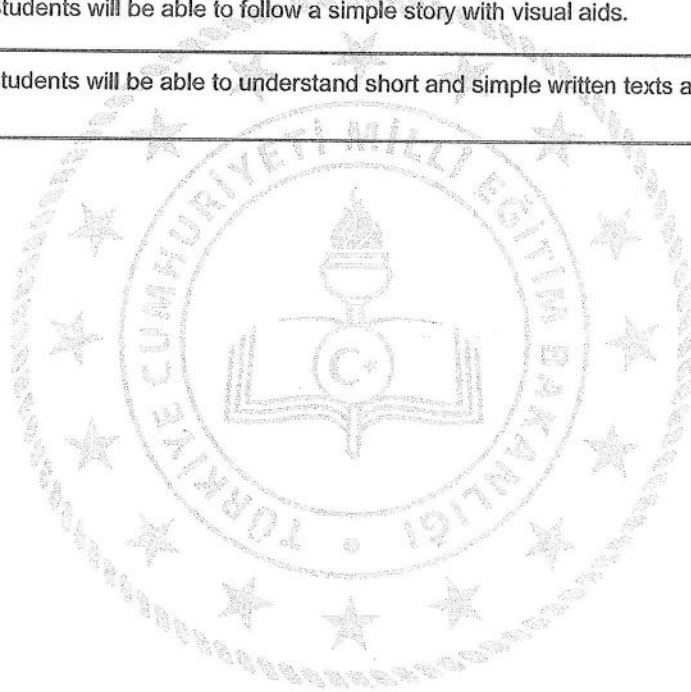 tudents will be able to follow a simple story with visual aids.
tudents will be able to understand short and simple written texts a
TÜRKİYE CUMHURİYETİ MİLLİ EĞİTİM BAKANLIĞI